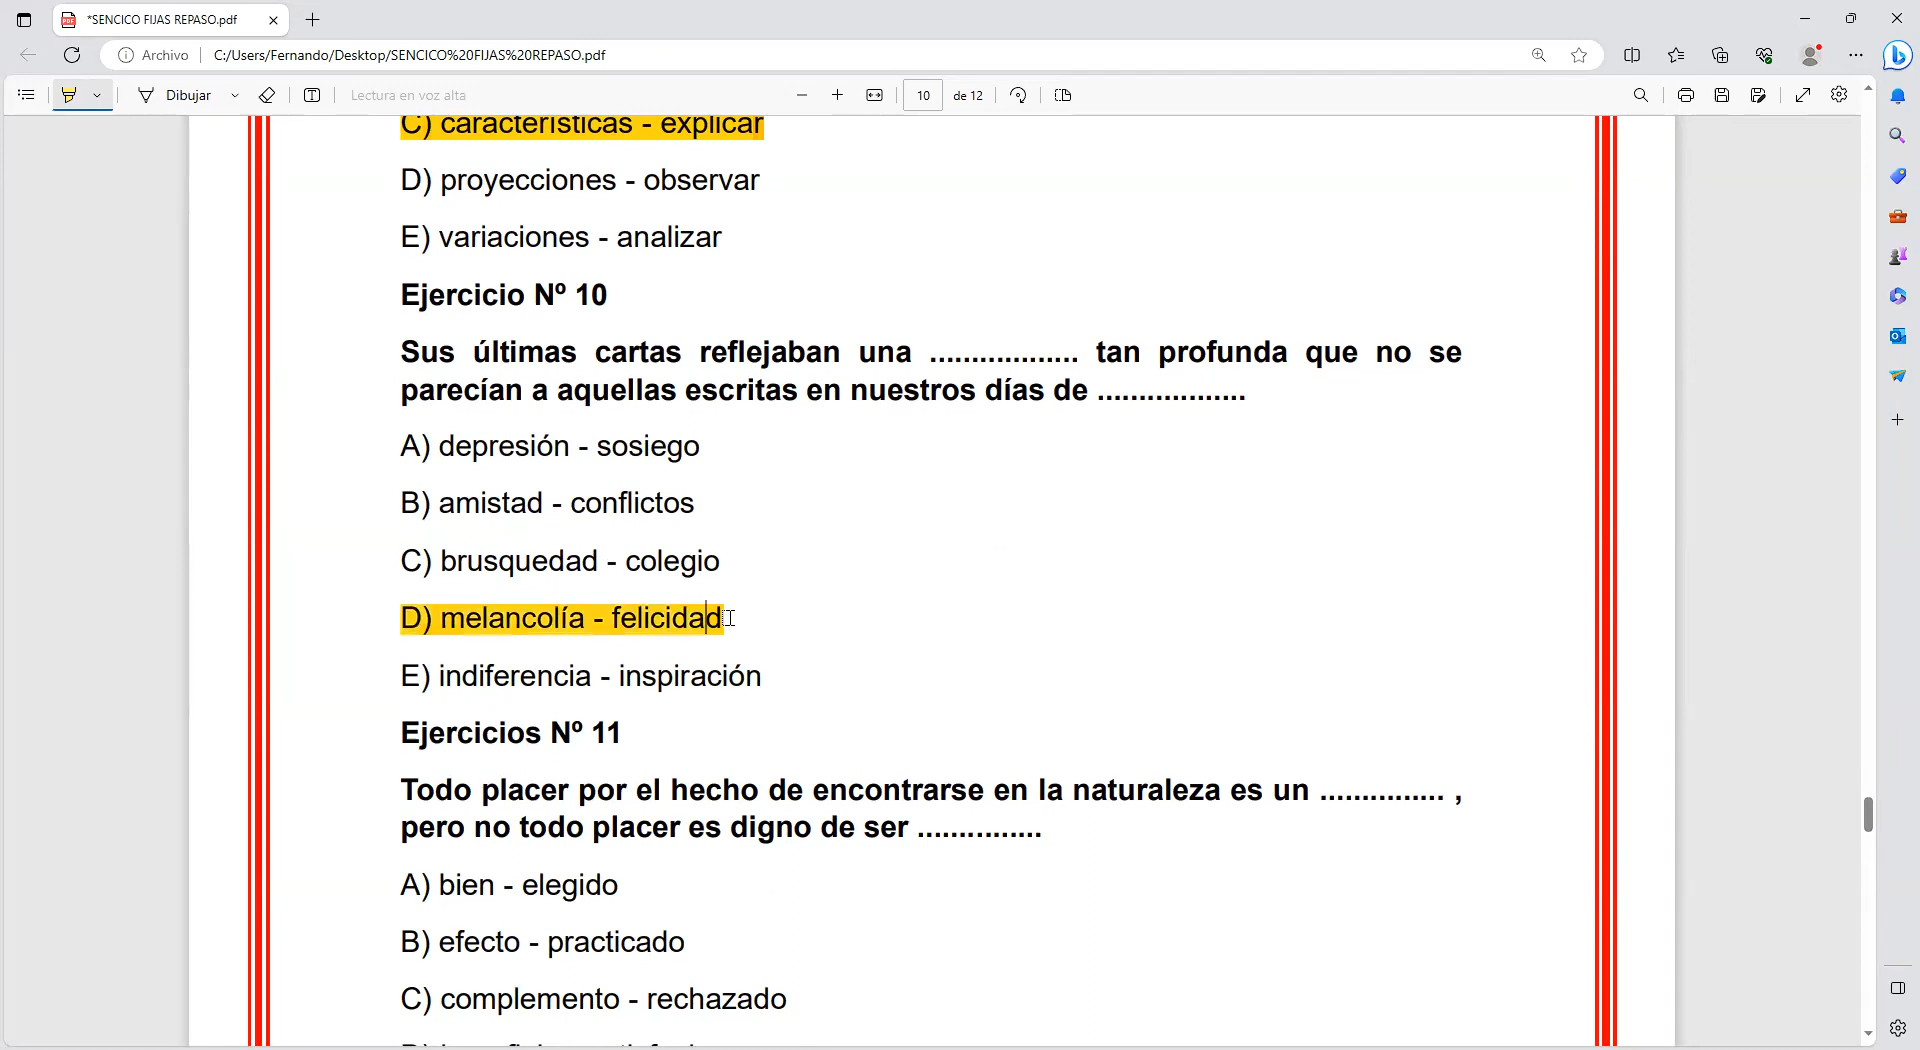 *SENCICO FIJAS REPASO.pdf
Archivo
C:/Users/Fernando/Desktop/SENCICO%20FIJAS%20REPASO.pdf
Dibujar
Lectura en voz alta
10
de 12
C) características - explicar
D) proyecciones - observar
E) variaciones - analizar
Ejercicio Nº 10
Sus últimas cartas reflejaban una .................. tan profunda que no se
parecían a aquellas escritas en nuestros días de ..................
A) depresión - sosiego
B) amistad - conflictos
C) brusquedad - colegio
D) melancolía - felicidad
E) indiferencia - inspiración
Ejercicios Nº 11
Todo placer por el hecho de encontrarse en la naturaleza es un ............... ,
pero no todo placer es digno de ser ...............
A) bien - elegido
B) efecto - practicado
C) complemento - rechazado